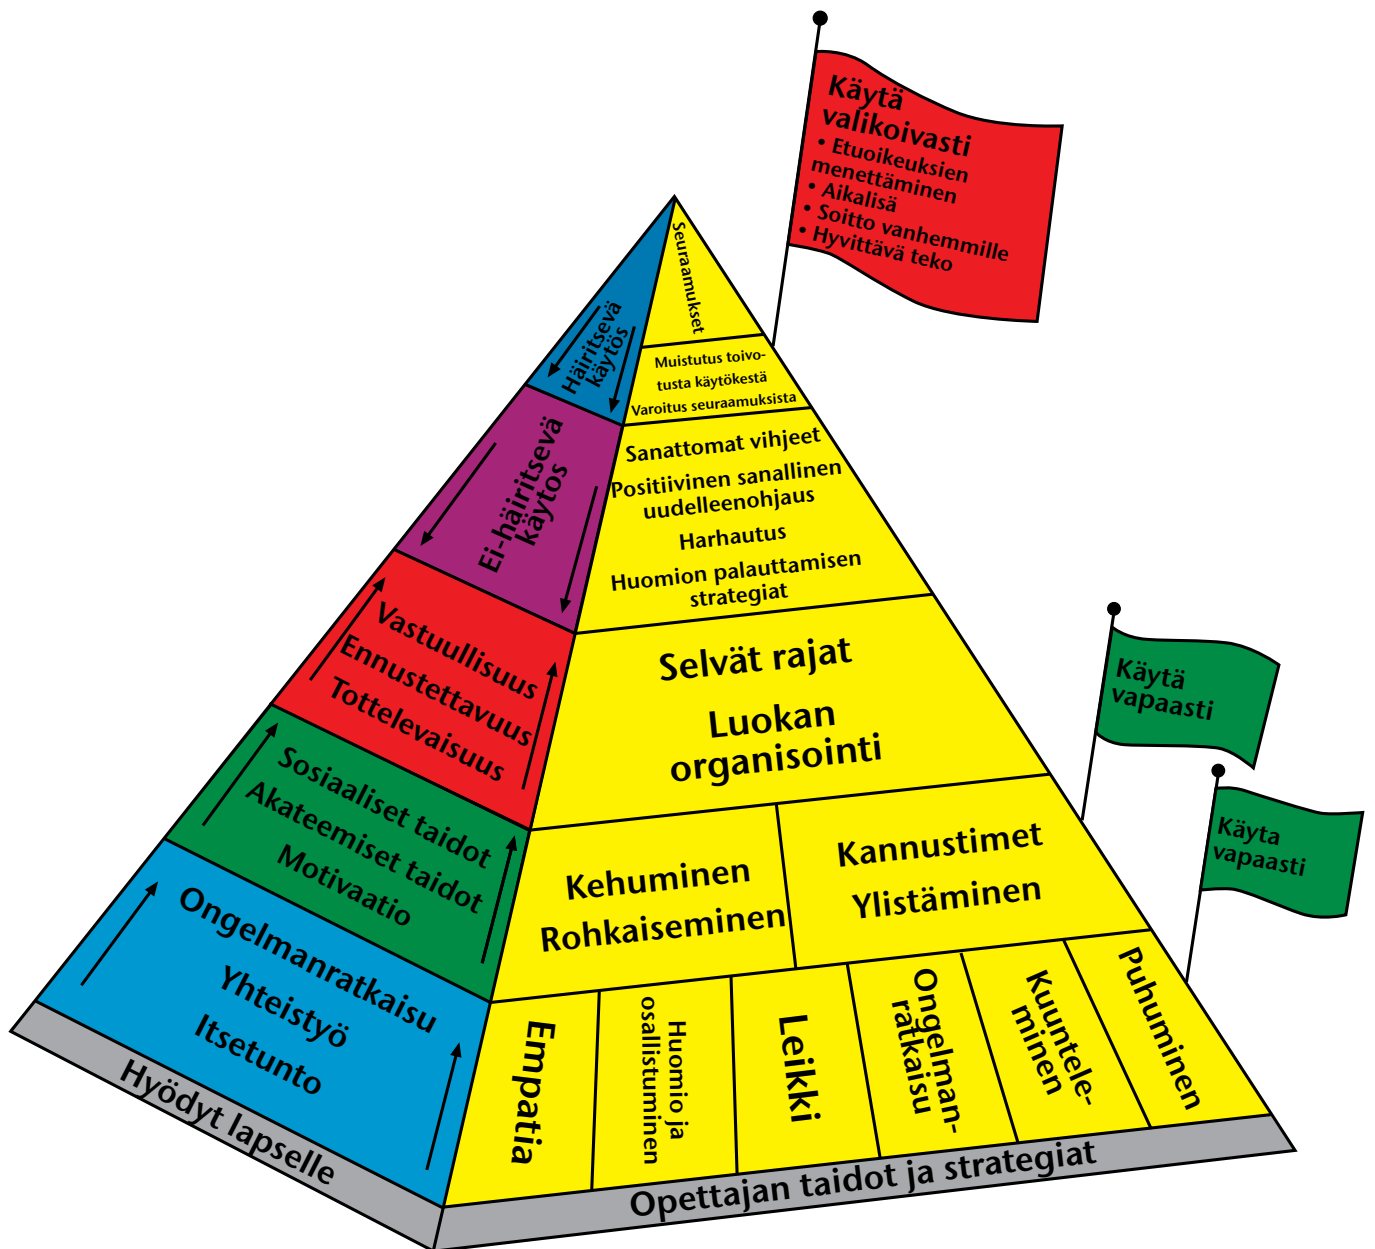 Käytä
valikoivasti
• Etuoikeuksien
menettäminen
• Aikalisä
• Soitto vanhemmille
• Hyvittävä teko
Seuraamukset
Häiritsevä
käytös
Muistutus toivo-
tusta käytökestä
Varoitus seuraamuksista
Ei-häiritsevä
käytös
Sanattomat vihjeet
Positiivinen sanallinen
uudelleenohjaus
Harhautus
Huomion palauttamisen
strategiat
Vastuullisuus
Ennustettavuus
Tottelevaisuus
Selvät rajat
Luokan
organisointi
Käytä
vapaasti
Sosiaaliset taidot
Akateemiset taidot
Motivaatio
Kehuminen
Rohkaiseminen
Kannustimet
Ylistäminen
Käyta
vapaasti
Ongelmanratkaisu
Yhteistyö
Itsetunto
Empatia
Huomio ja
osallistuminen
Leikki
Ongelman-
ratkaisu
Kuuntele-
minen
Puhuminen
Hyödyt lapselle
Opettajan taidot ja strategiat